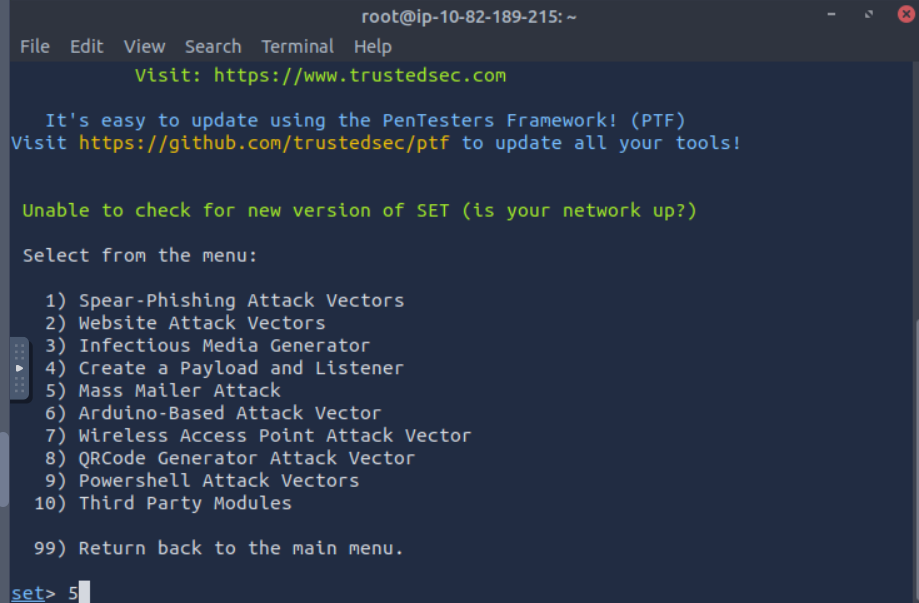 root@ip-10-82-189-215: ~
File Edit View Search Terminal Help
Visit: https://www.trustedsec.com
It's easy to update using the PenTesters Framework! (PTF)
Visit https://github.com/trustedsec/ptf to update all your tools!
Unable to check for new version of SET (is your network up?)
Select from the menu:
1) Spear-Phishing Attack Vectors
2) Website Attack Vectors
3) Infectious Media Generator
4) Create a Payload and Listener
5) Mass Mailer Attack
6) Arduino-Based Attack Vector
7) Wireless Access Point Attack Vector
8) QRCode Generator Attack Vector
9) Powershell Attack Vectors
10) Third Party Modules
99) Return back to the main menu.
set> 5